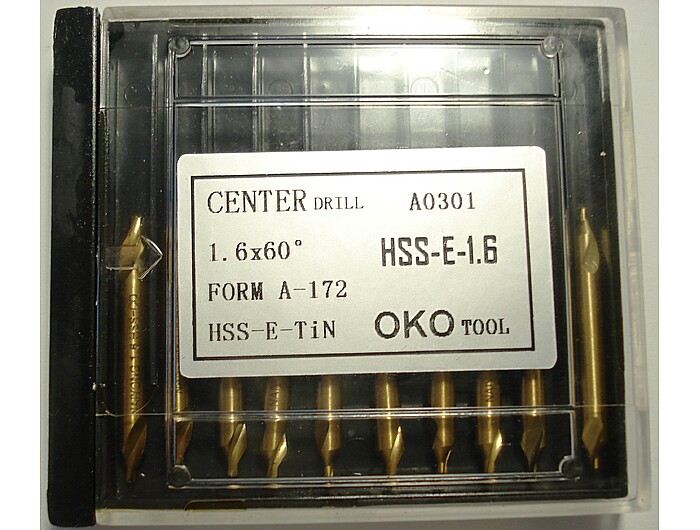 CENTER DRILL A0301
1.6x60° HSS-E-1.6
FORM A-172
HSS-E-TiN OKO TOOL